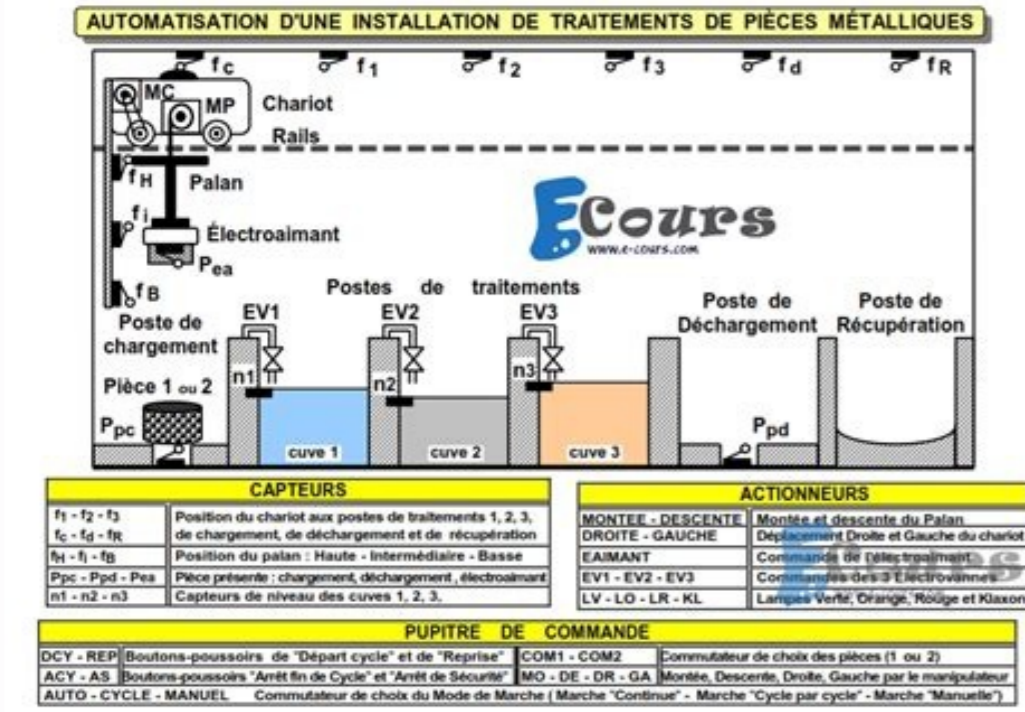 AUTOMATISATION D'UNE INSTALLATION DE TRAITEMENTS DE PIÈCES MÉTALLIQUES
fc f1 f2 f3 fd fR
MC
MP
Chariot
Rails
fH
Palan
fi
Électroaimant
Pea
ECours
www.e-cours.com
fB
Postes de traitements
Poste de chargement
EV1 EV2 EV3
Poste de Déchargement
Poste de Récupération
Pièce 1 ou 2
n1 n2 n3
Ppc
Ppd
cuve 1 cuve 2 cuve 3
CAPTEURS
f1 - f2 - f3 Position du chariot aux postes de traitements 1, 2, 3,
fc - fd - fR de chargement, de déchargement et de récupération
fH - fi - fB Position du palan : Haute - Intermédiaire - Basse
Ppc - Ppd - Pea Pièce présente : chargement, déchargement , électroaimant
n1 - n2 - n3 Capteurs de niveau des cuves 1, 2, 3,
ACTIONNEURS
MONTEE - DESCENTE Montée et descente du Palan
DROITE - GAUCHE Déplacement Droite et Gauche du chariot
EAIMANT Commande de l'électroaimant
EV1 - EV2 - EV3 Commandes des 3 Electrovannes
LV - LO - LR - KL Lampes Verte, Orange, Rouge et Klaxon
ECours
PUPITRE DE COMMANDE
DCY - REP Boutons-poussoirs de "Départ cycle" et de "Reprise" COM1 - COM2 Commutateur de choix des pièces (1 ou 2)
ACY - AS Boutons-poussoirs "Arrêt fin de Cycle" et "Arrêt de Sécurité" MO - DE - DR - GA Montée, Descente, Droite, Gauche par le manipulateur
AUTO - CYCLE - MANUEL Commutateur de choix du Mode de Marche ( Marche "Continue" - Marche "Cycle par cycle" - Marche "Manuelle")